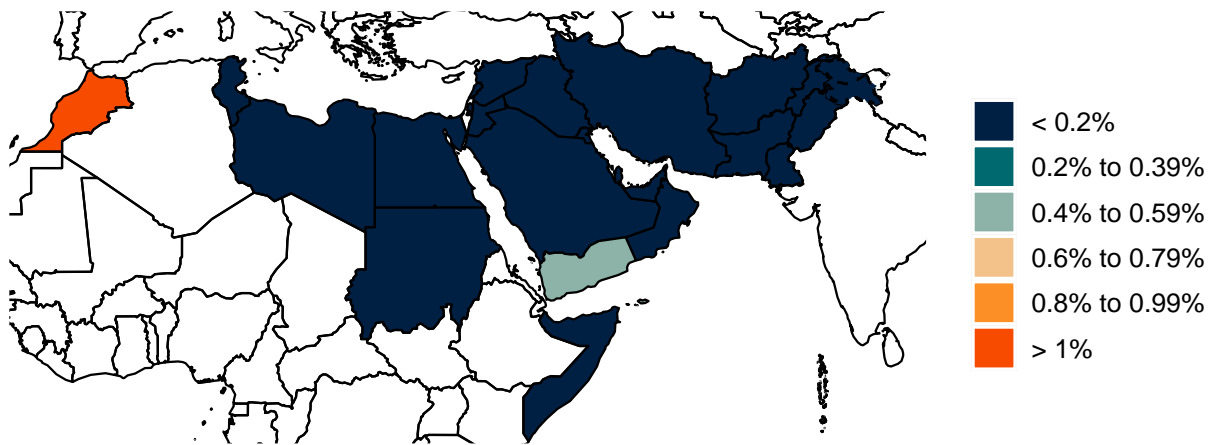 < 0.2%
0.2% to 0.39%
0.4% to 0.59%
0.6% to 0.79%
0.8% to 0.99%
> 1%